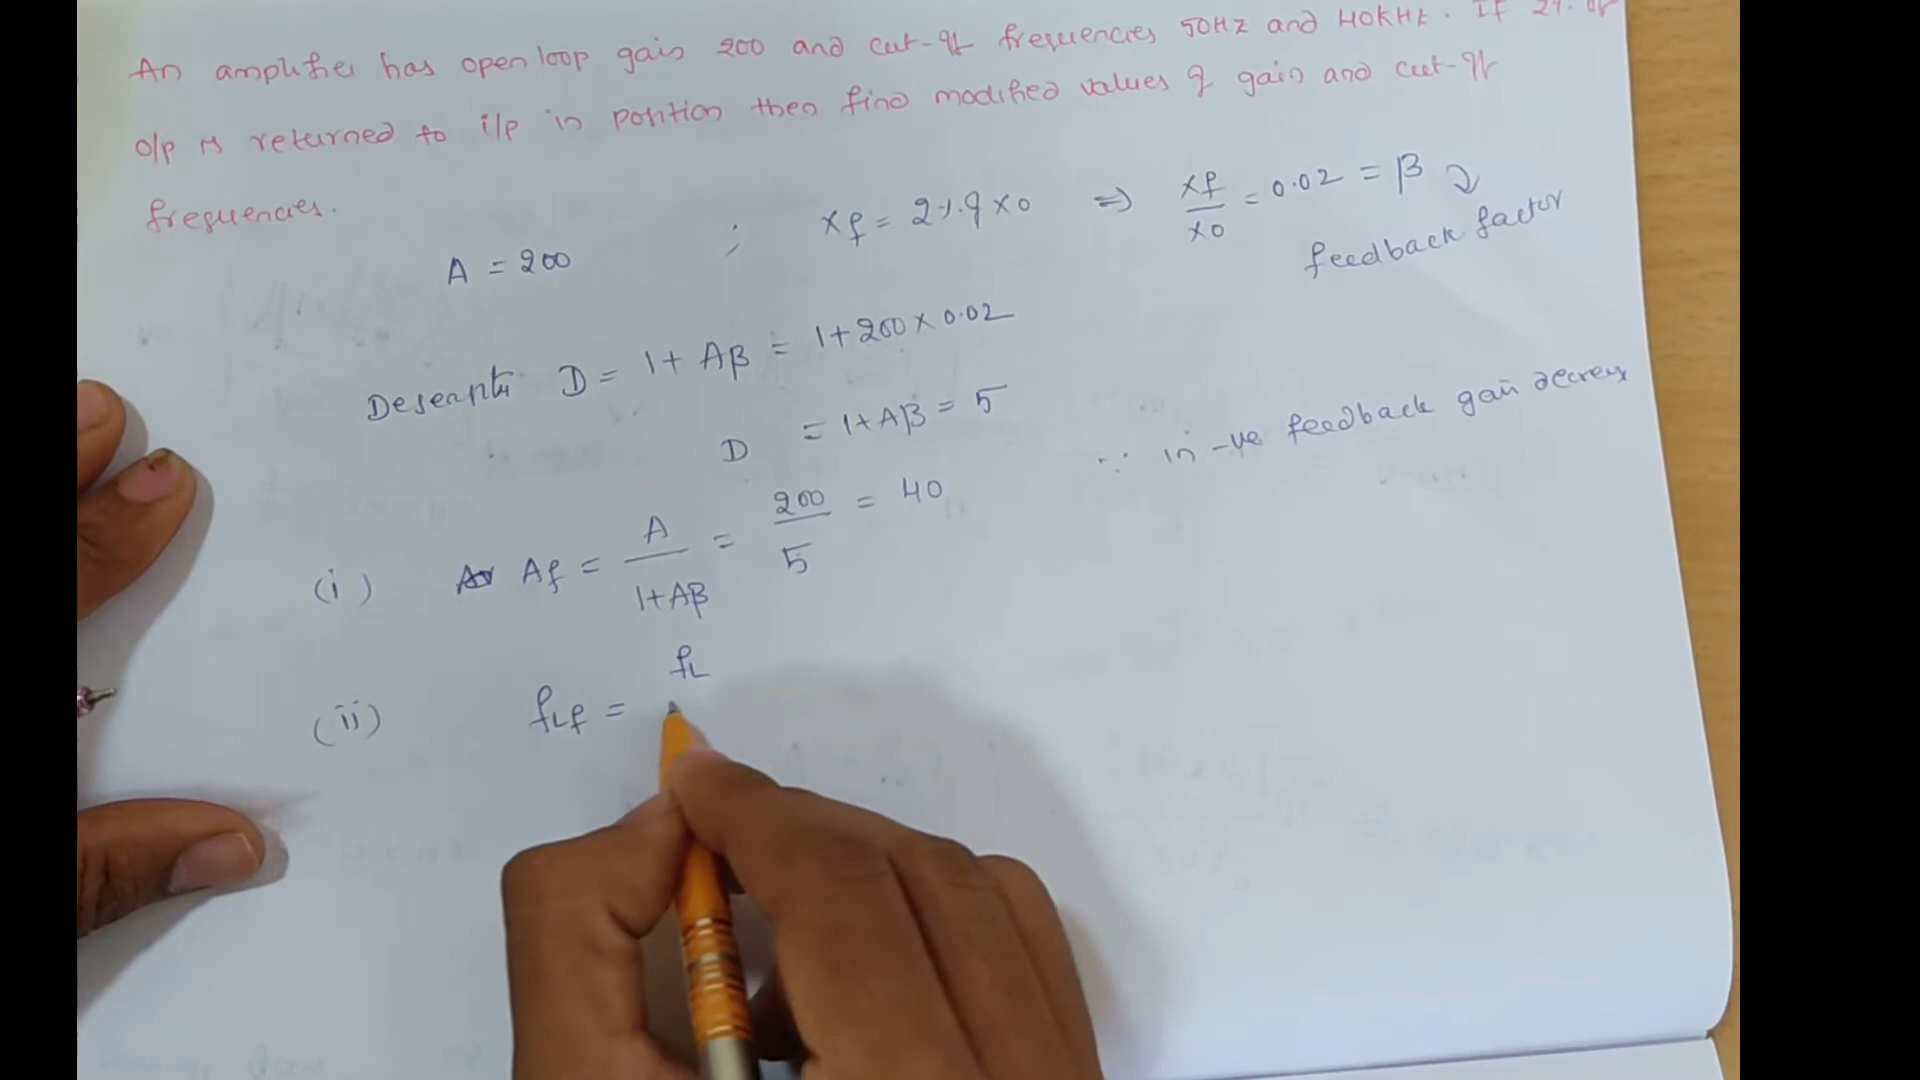 An amplifier has open loop gain 200 and cut-off frequencies 50Hz and 40KHz. If 2% of
o/p is returned to i/p in position then find modified values of gain and cut-off
frequencies.
A = 200 ; xf = 2% of x0 ⇒ xf/x0 = 0.02 = β
feedback factor
D = 1 + Aβ = 1+200×0.02
D = 1+Aβ = 5
∵ in -ve feedback gain
(i) Af = A/1+Aβ = 200/5 = 40
(ii) fLf = fL